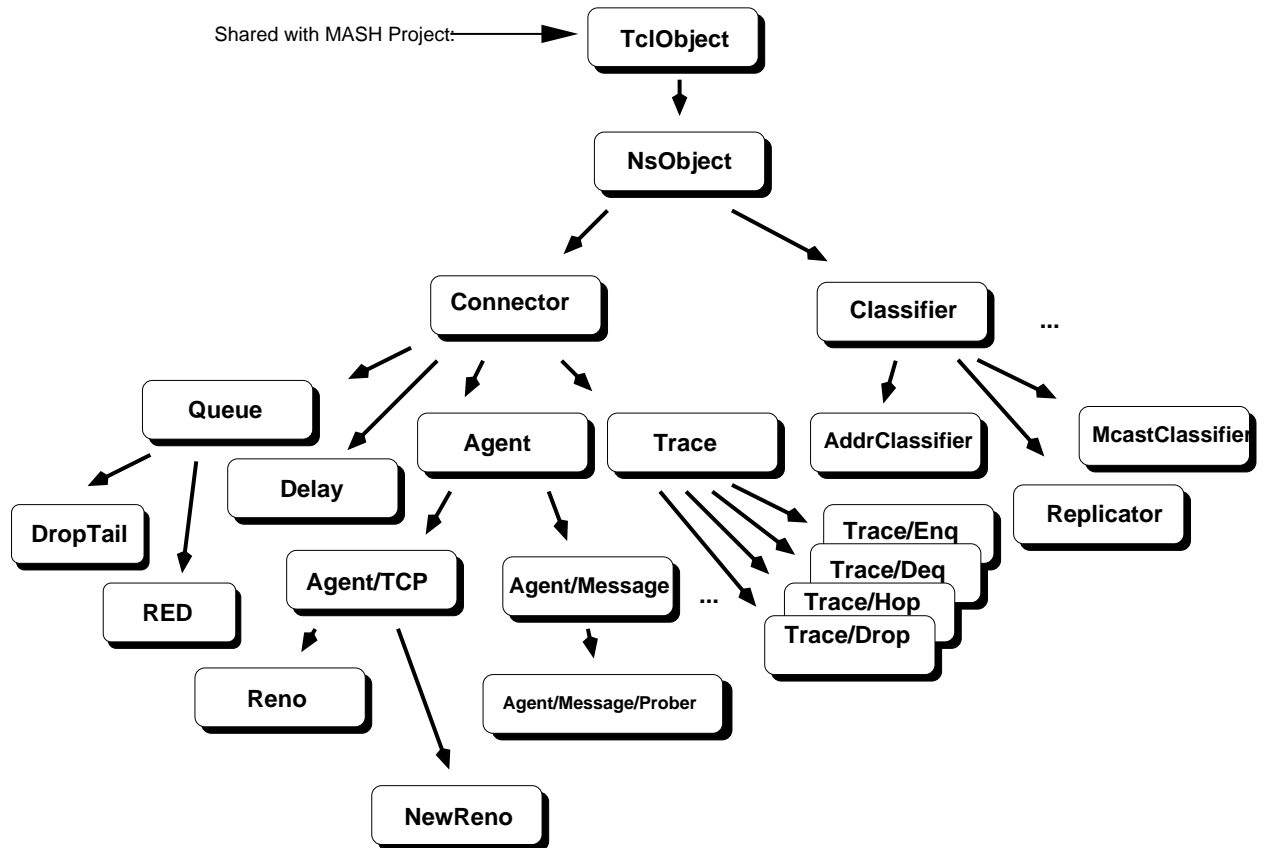 Shared with MASH Project:
TclObject
NsObject
Connector
Classifier
...
Queue
Agent
Trace
AddrClassifier
McastClassifier
Delay
Replicator
DropTail
Trace/Enq
Trace/Deq
Trace/Hop
Trace/Drop
RED
Agent/TCP
Agent/Message
...
Reno
Agent/Message/Prober
NewReno